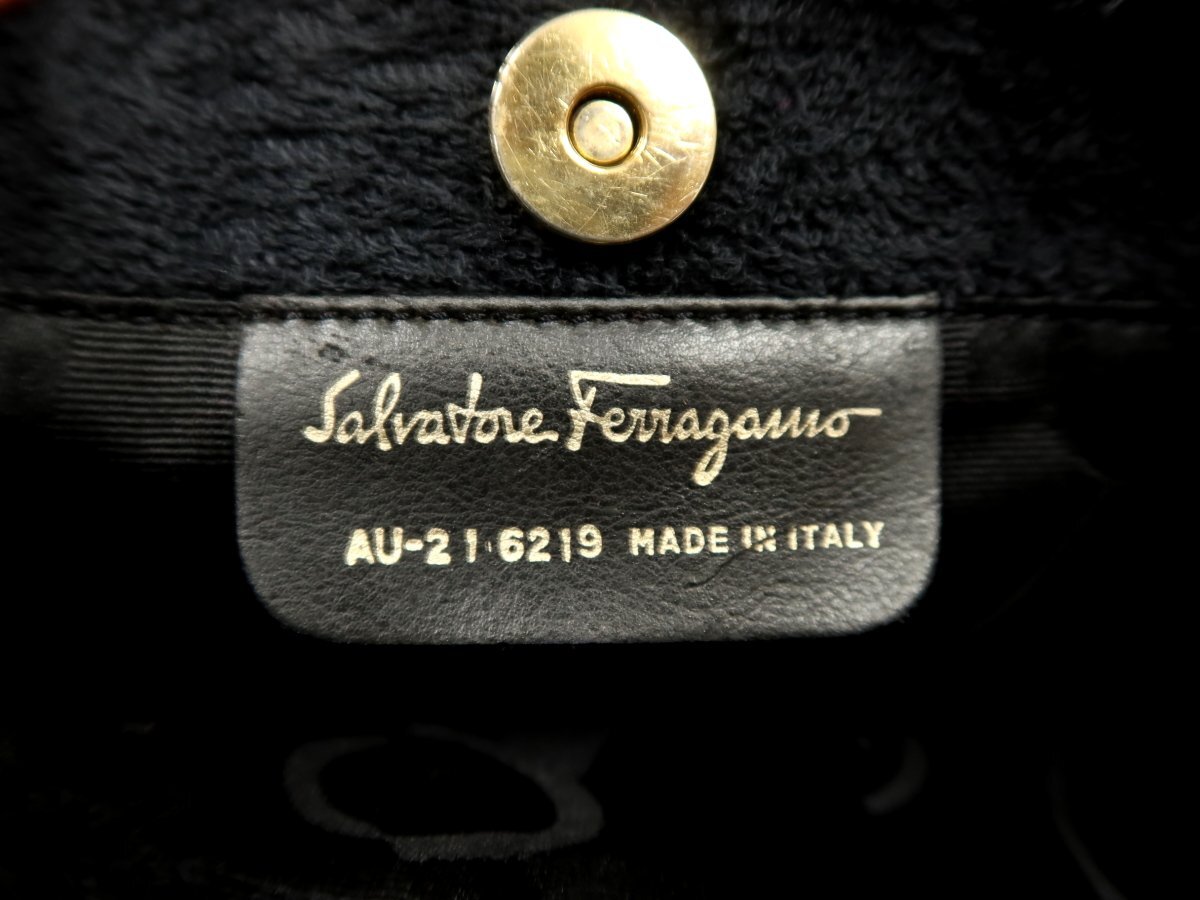 Salvatore Ferragamo
AU-21 6219 MADE IN ITALY